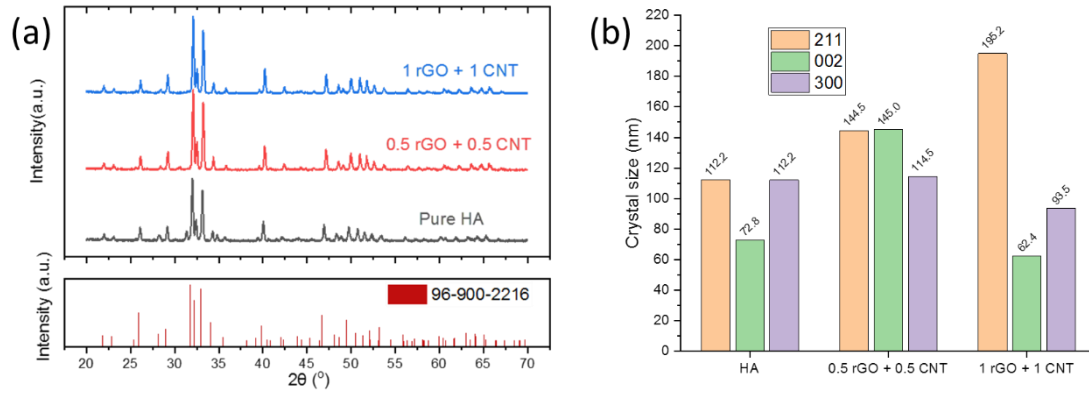 (a)
Intensity(a.u.)
1 rGO + 1 CNT
0.5 rGO + 0.5 CNT
Pure HA
Intensity (a.u.)
96-900-2216
20 25 30 35 40 45 50 55 60 65 70
2θ (°)
(b)
Crystal size (nm)
220
200
180
160
140
120
100
80
60
40
20
0
211
002
300
112.2
72.8
112.2
144.5
145.0
114.5
195.2
62.4
93.5
HA
0.5 rGO + 0.5 CNT
1 rGO + 1 CNT